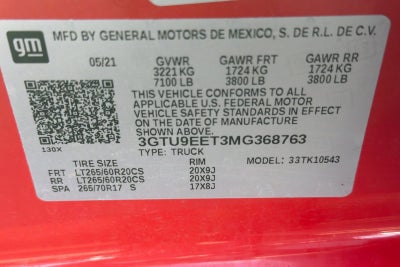 gm
MFD BY GENERAL MOTORS DE MEXICO, S. DE R.L. DE C.V.
05/21 GVWR GAWR FRT GAWR RR
3221 KG 1724 KG 1724 KG
7100 LB 3800 LB 3800 LB
THIS VEHICLE CONFORMS TO ALL
APPLICABLE U.S. FEDERAL MOTOR
VEHICLE SAFETY STANDARDS IN EFFECT
ON THE DATE OF MANUFACTURE
SHOWN ABOVE.
130X 3GTU9EET3MG368763
TYPE: TRUCK MODEL: 33TK10543
TIRE SIZE RIM
FRT LT265/60R20CS 20X9J
RR LT265/60R20CS 20X9J
SPA 265/70R17 S 17X8J